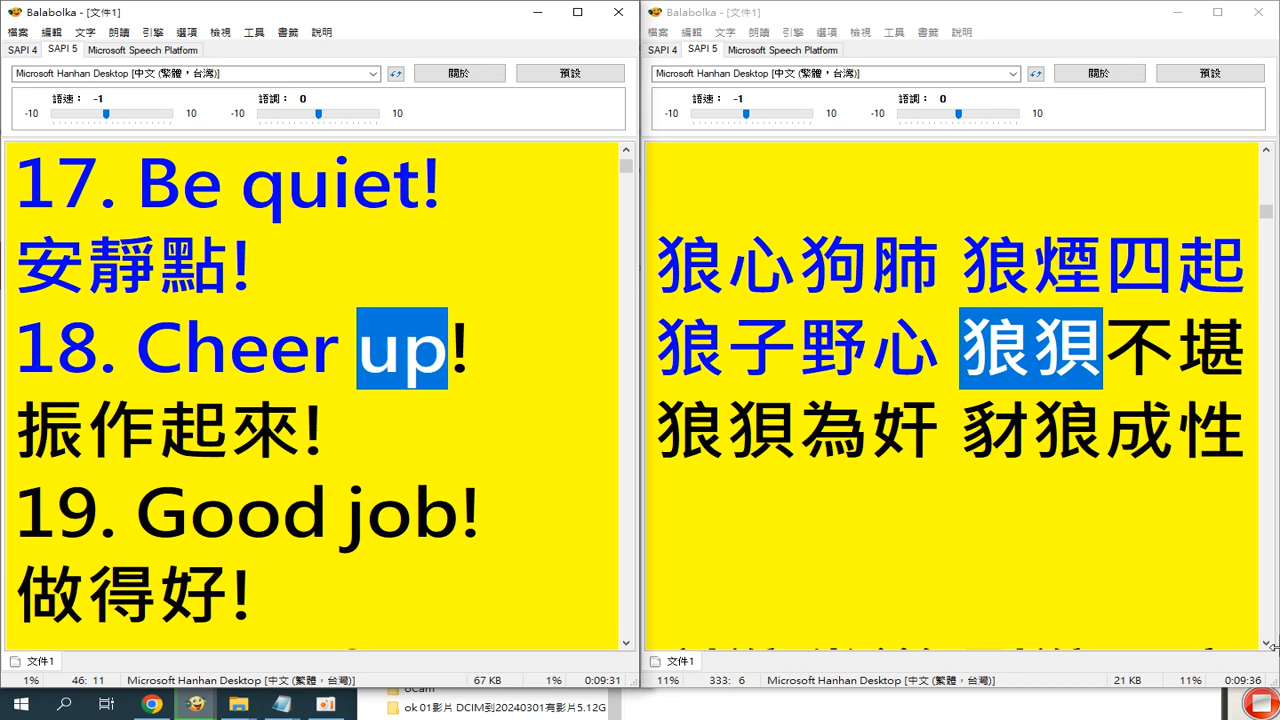 Balabolka - [文件1]
檔案 編輯 文字 朗讀 引擎 選項 檢視 工具 書籤 說明
SAPI 4 SAPI 5 Microsoft Speech Platform
Microsoft Hanhan Desktop [中文 (繁體，台灣)] 關於 預設
語速： -1 語調： 0
-10 10 -10 10
17. Be quiet!
安靜點!
18. Cheer up!
振作起來!
19. Good job!
做得好!
文件1
1% 46: 11 Microsoft Hanhan Desktop [中文 (繁體，台灣)] 67 KB 1% 0:09:31
Balabolka - [文件1]
檔案 編輯 文字 朗讀 引擎 選項 檢視 工具 書籤 說明
SAPI 4 SAPI 5 Microsoft Speech Platform
Microsoft Hanhan Desktop [中文 (繁體，台灣)] 關於 預設
語速： -1 語調： 0
-10 10 -10 10
狼心狗肺 狼煙四起
狼子野心 狼狽不堪
狼狽為奸 豺狼成性
文件1
11% 333: 6 Microsoft Hanhan Desktop [中文 (繁體，台灣)] 21 KB 11% 0:09:36
oCam
ok 01影片 DCIM到20240301有影片5.12G